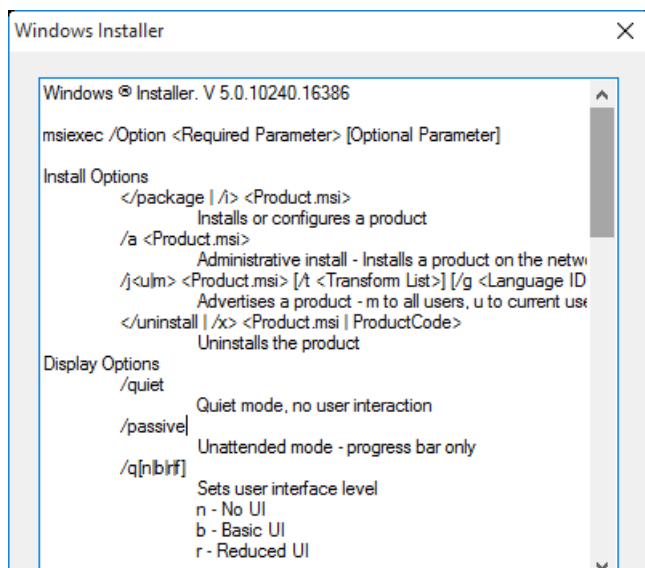 Windows Installer
Windows ® Installer. V 5.0.10240.16386
msiexec /Option <Required Parameter> [Optional Parameter]
Install Options
</package | /i> <Product.msi>
Installs or configures a product
/a <Product.msi>
Administrative install - Installs a product on the netw
/j<u|m> <Product.msi> [/t <Transform List>] [/g <Language ID
Advertises a product - m to all users, u to current use
</uninstall | /x> <Product.msi | ProductCode>
Uninstalls the product
Display Options
/quiet
Quiet mode, no user interaction
/passive
Unattended mode - progress bar only
/q[n|b|r|f]
Sets user interface level
n - No UI
b - Basic UI
r - Reduced UI